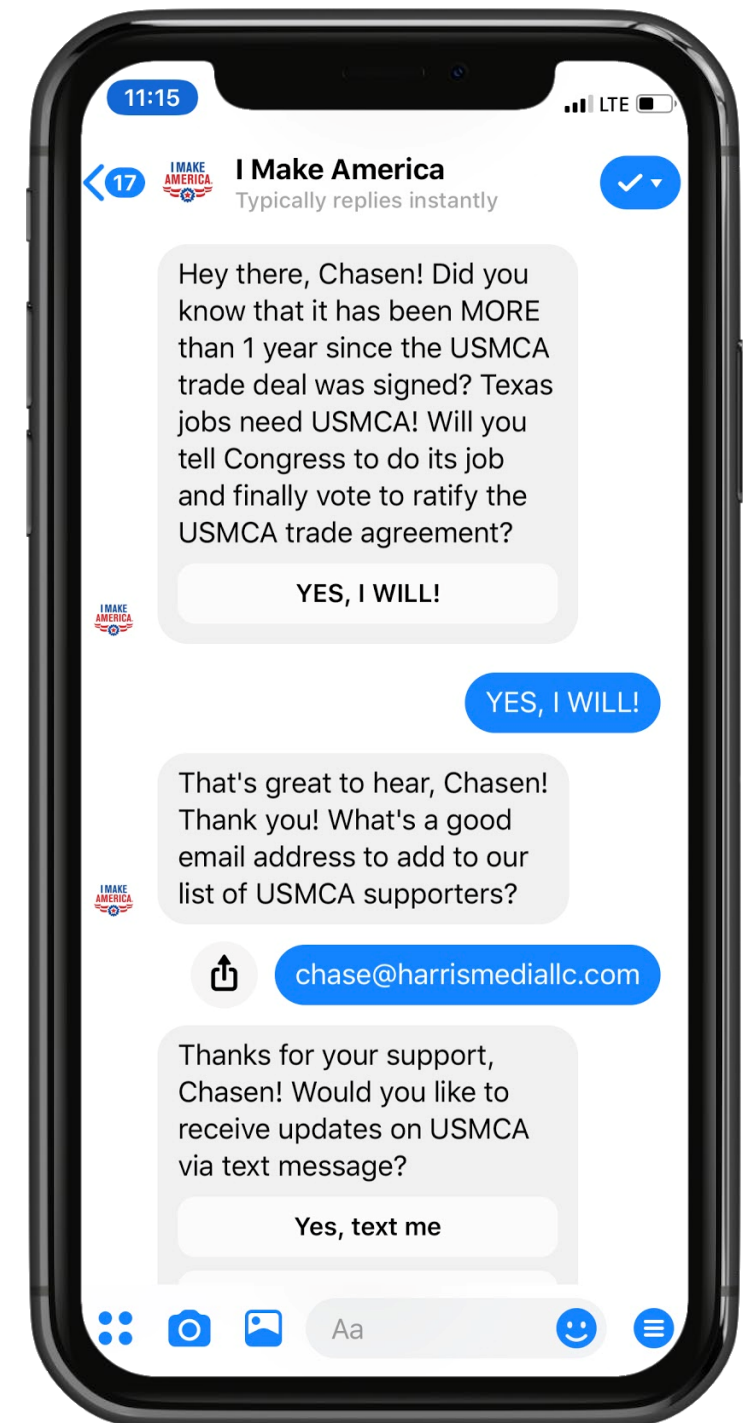 11:15
LTE
17
I MAKE
AMERICA
I Make America
Typically replies instantly
Hey there, Chasen! Did you
know that it has been MORE
than 1 year since the USMCA
trade deal was signed? Texas
jobs need USMCA! Will you
tell Congress to do its job
and finally vote to ratify the
USMCA trade agreement?
YES, I WILL!
I MAKE
AMERICA
YES, I WILL!
That's great to hear, Chasen!
Thank you! What's a good
email address to add to our
list of USMCA supporters?
I MAKE
AMERICA
chase@harrismediallc.com
Thanks for your support,
Chasen! Would you like to
receive updates on USMCA
via text message?
Yes, text me
Aa